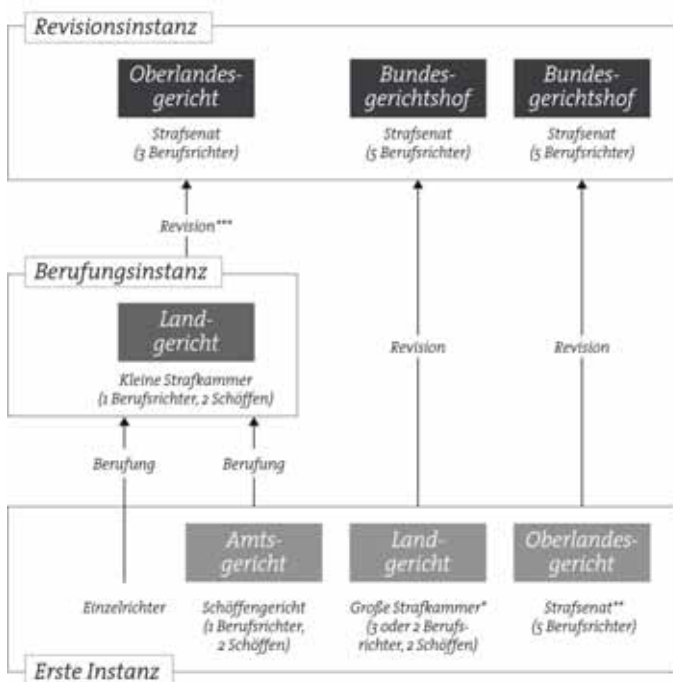 Revisionsinstanz
Oberlandes-
gericht
Strafsenat
(3 Berufsrichter)
Bundes-
gerichtshof
Strafsenat
(5 Berufsrichter)
Bundes-
gerichtshof
Strafsenat
(5 Berufsrichter)
Revision***
Berufungsinstanz
Land-
gericht
Kleine Strafkammer
(1 Berufsrichter, 2 Schöffen)
Revision
Revision
Berufung
Berufung
Einzelrichter
Amts-
gericht
Schöffengericht
(1 Berufsrichter,
2 Schöffen)
Land-
gericht
Große Strafkammer*
(3 oder 2 Berufs-
richter, 2 Schöffen)
Oberlandes-
gericht
Strafsenat**
(5 Berufsrichter)
Erste Instanz